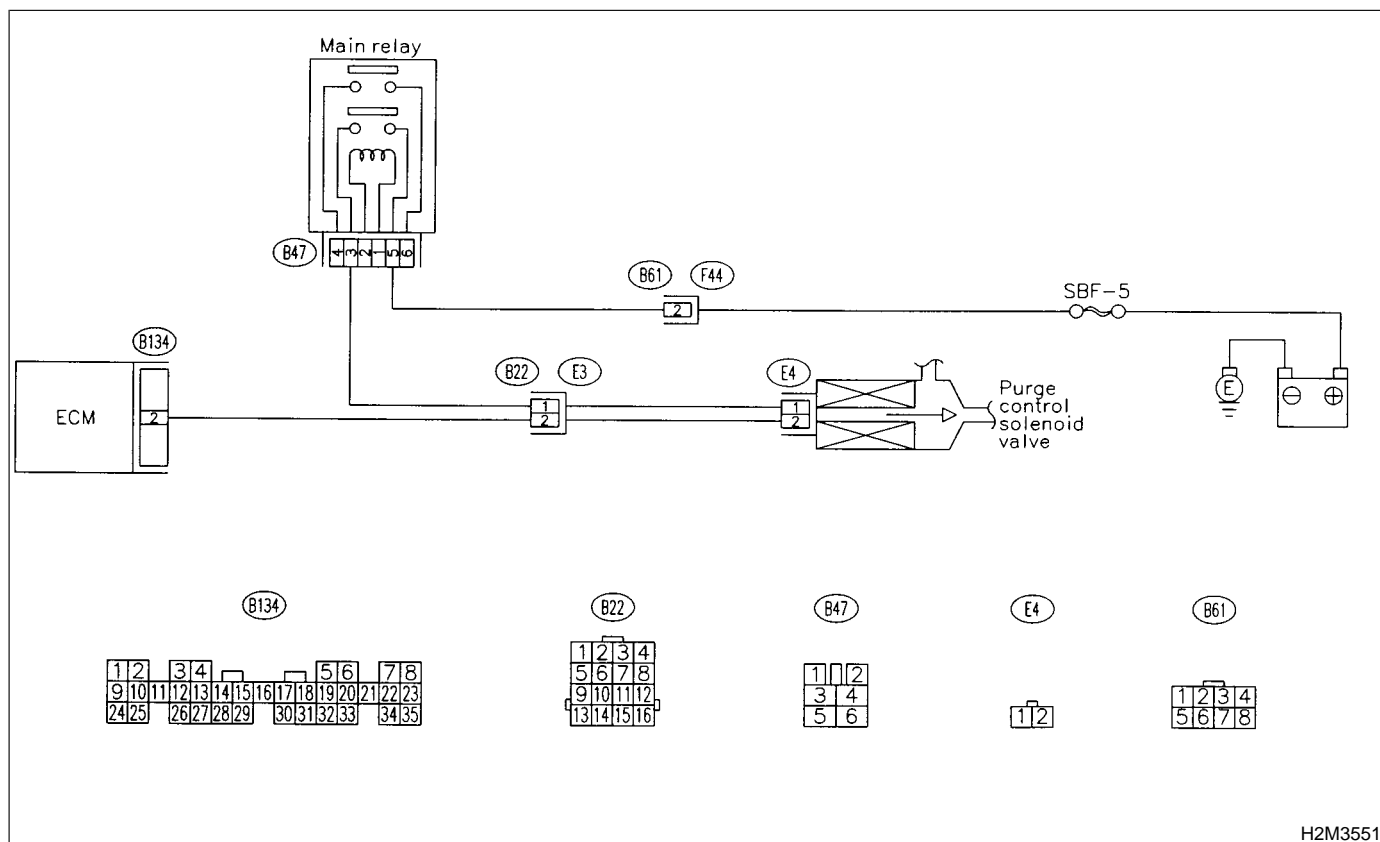 Main relay
B47
4 3 2 1 5 6
B61 F44
2
SBF-5
B134
ECM
2
B22 E3
1
2
E4
1
2
Purge
control
solenoid
valve
E
⊖ ⊕
B134
1 2 3 4 5 6 7 8
9 10 11 12 13 14 15 16 17 18 19 20 21 22 23
24 25 26 27 28 29 30 31 32 33 34 35
B22
1 2 3 4
5 6 7 8
9 10 11 12
13 14 15 16
B47
1 2
3 4
5 6
E4
1 2
B61
1 2 3 4
5 6 7 8
H2M3551